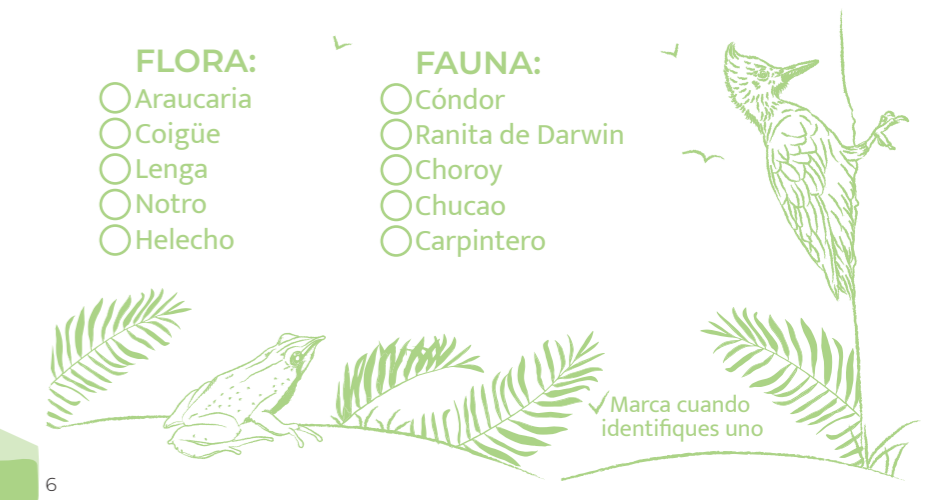 FLORA:
Araucaria
Coigüe
Lenga
Notro
Helecho
FAUNA:
Cóndor
Ranita de Darwin
Choroy
Chucao
Carpintero
Marca cuando
identifiques uno
6